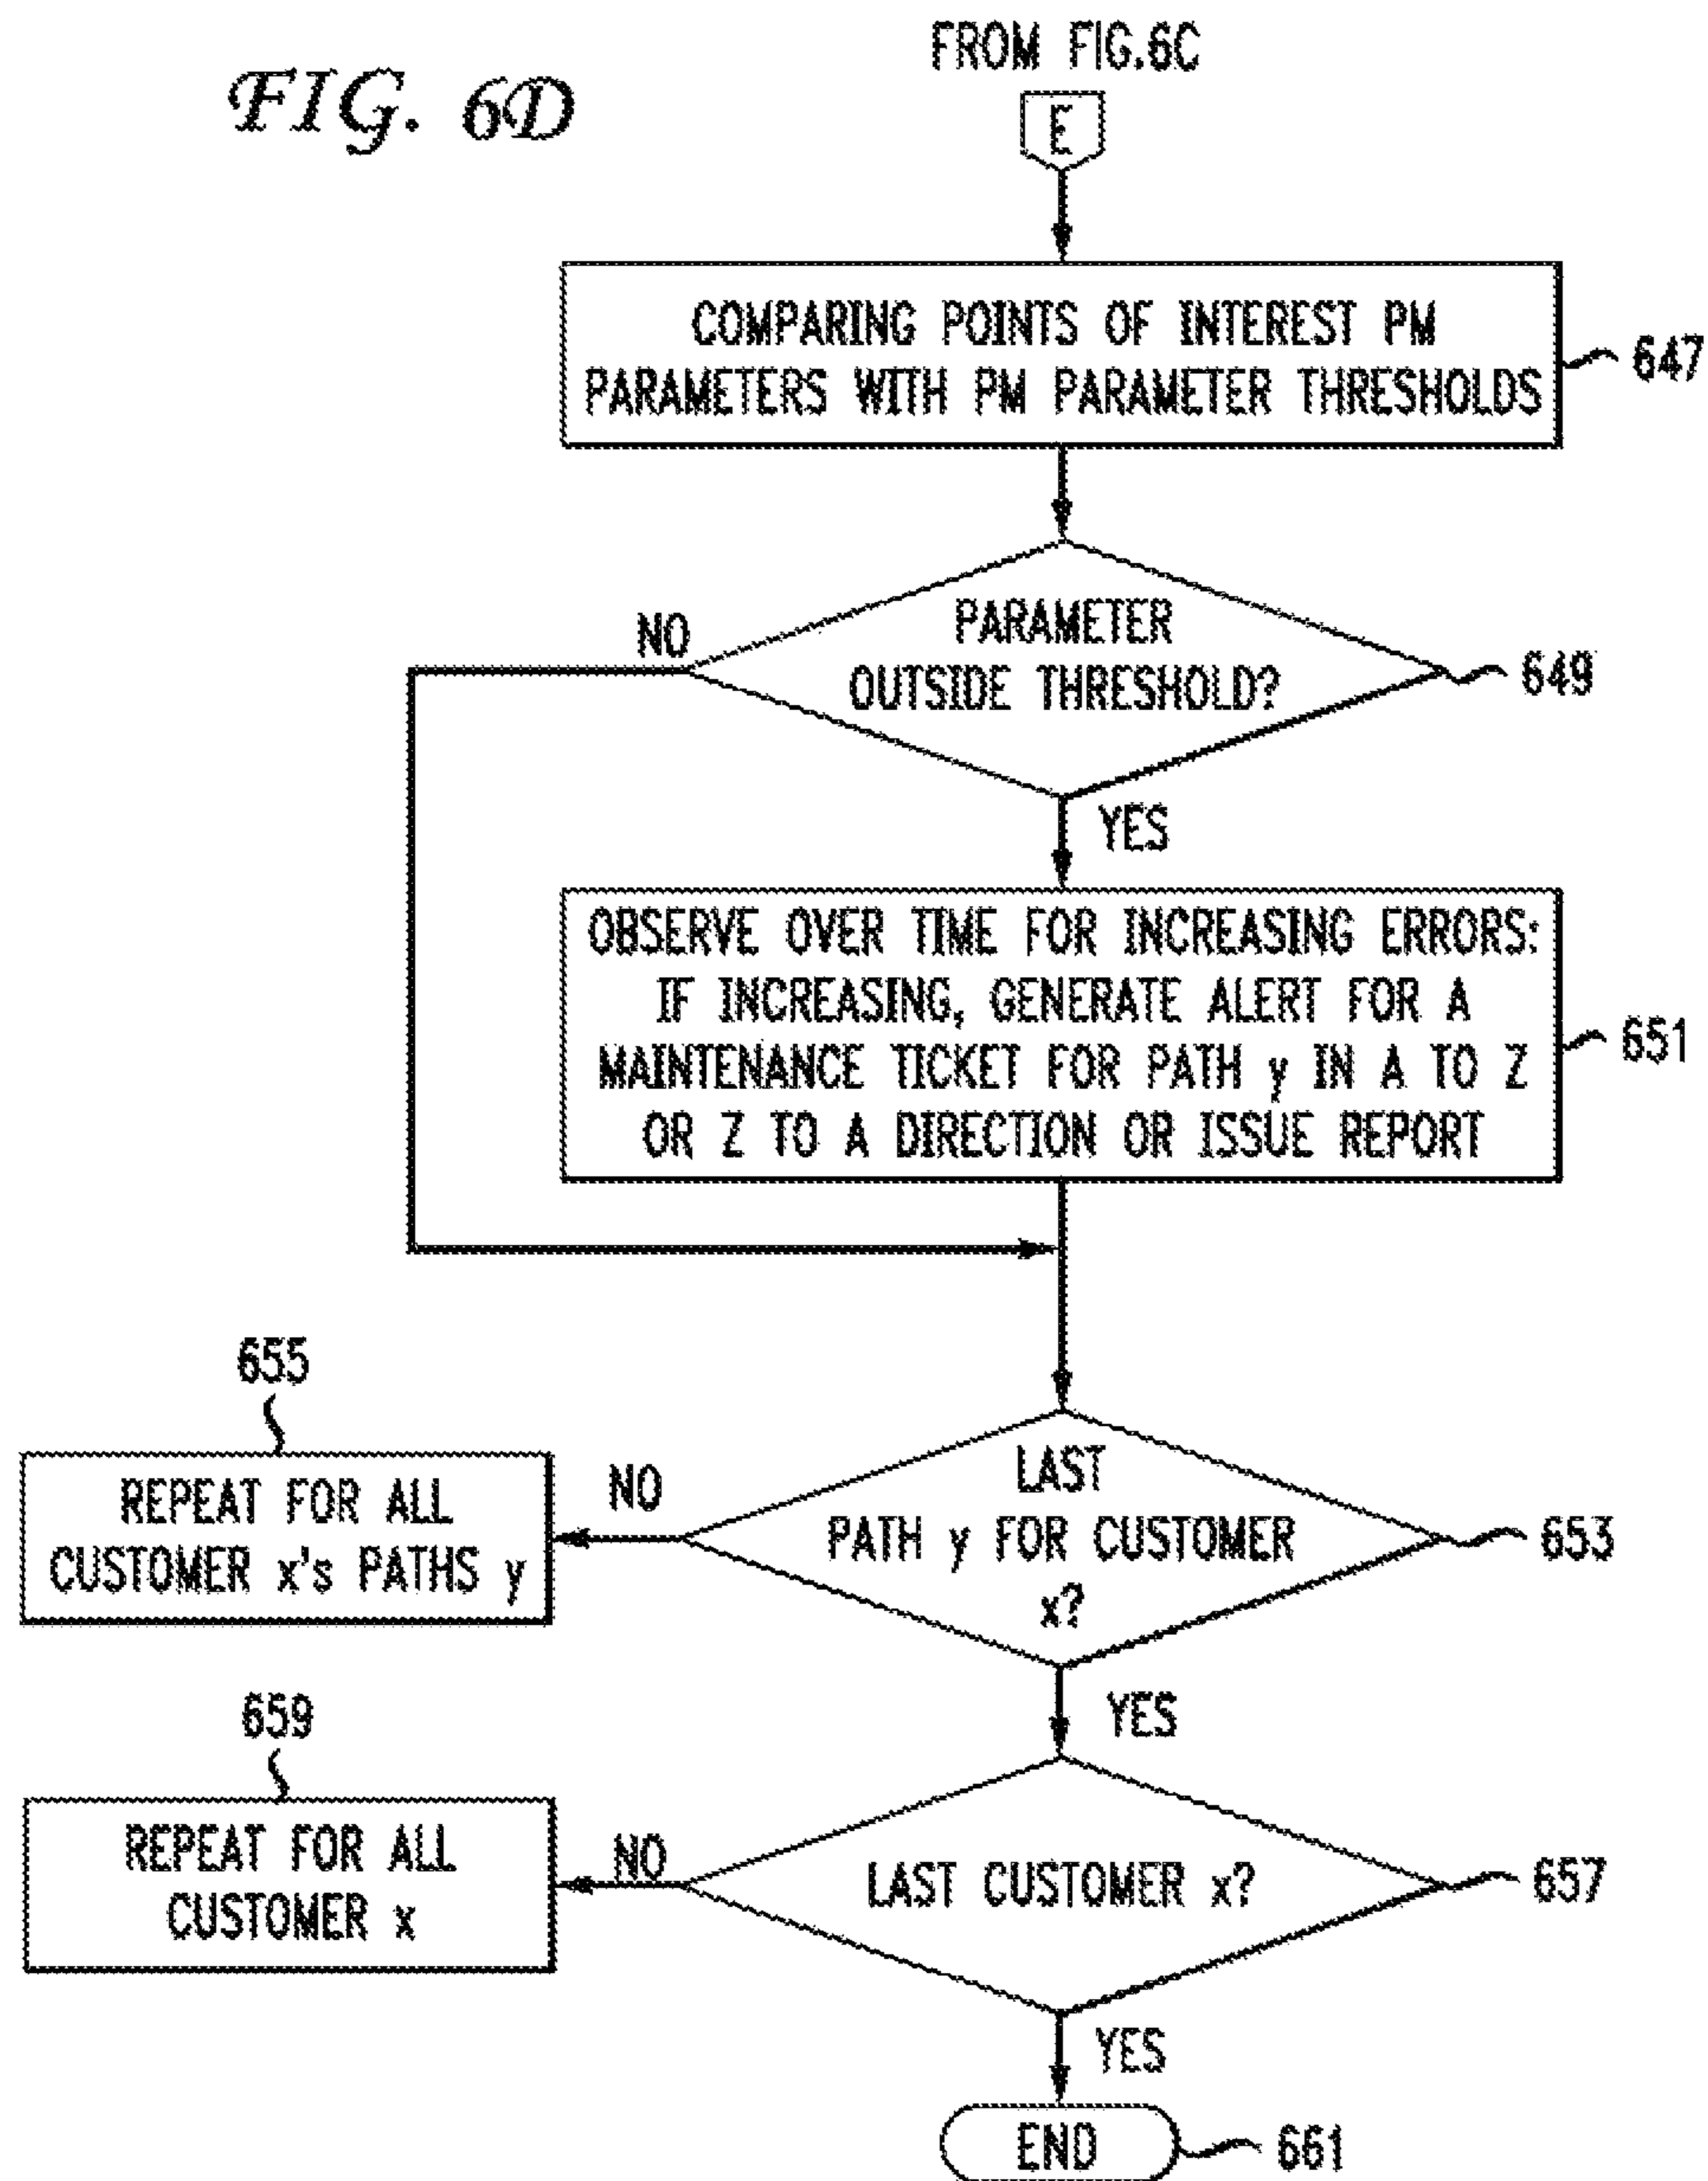 FIG. 6D
FROM FIG.6C
E
COMPARING POINTS OF INTEREST PM
PARAMETERS WITH PM PARAMETER THRESHOLDS
647
NO
PARAMETER
OUTSIDE THRESHOLD?
649
YES
OBSERVE OVER TIME FOR INCREASING ERRORS:
IF INCREASING, GENERATE ALERT FOR A
MAINTENANCE TICKET FOR PATH y IN A TO Z
OR Z TO A DIRECTION OR ISSUE REPORT
651
655
REPEAT FOR ALL
CUSTOMER x's PATHS y
NO
LAST
PATH y FOR CUSTOMER
x?
653
YES
659
REPEAT FOR ALL
CUSTOMER x
NO
LAST CUSTOMER x?
657
YES
END
661